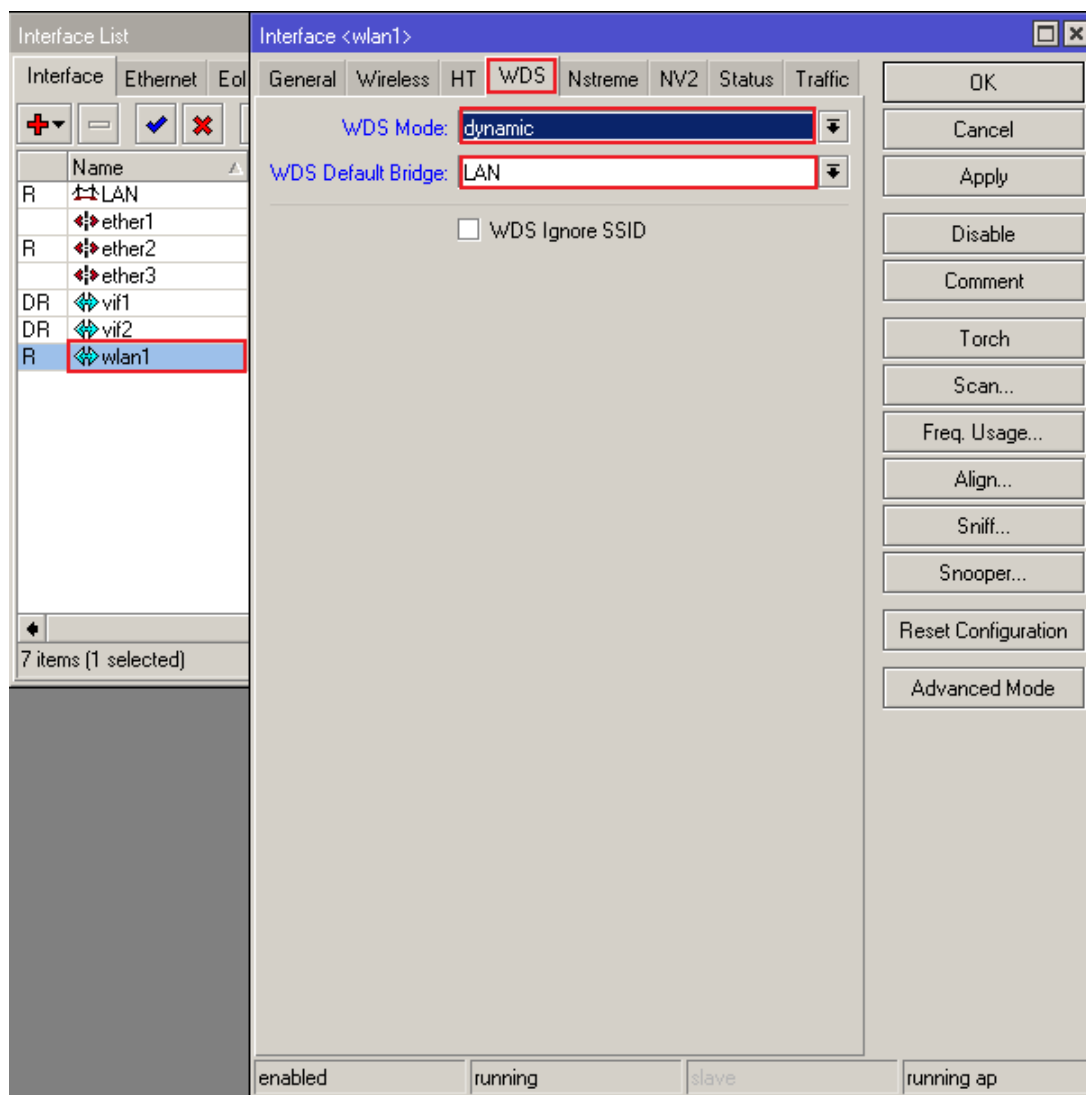 Interface List
Interface Ethernet EoI
Name
R LAN
ether1
R ether2
ether3
DR vif1
DR vif2
R wlan1
7 items (1 selected)
Interface <wlan1>
General Wireless HT WDS Nstreme NV2 Status Traffic
WDS Mode: dynamic
WDS Default Bridge: LAN
WDS Ignore SSID
OK
Cancel
Apply
Disable
Comment
Torch
Scan...
Freq. Usage...
Align...
Sniff...
Snooper...
Reset Configuration
Advanced Mode
enabled running slave running ap